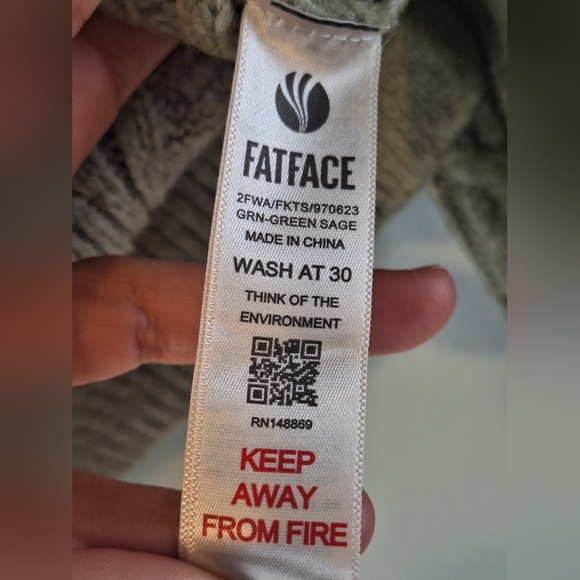 FATFACE
2FWA/FKTS/970623
GRN-GREEN SAGE
MADE IN CHINA
WASH AT 30
THINK OF THE
ENVIRONMENT
RN148869
KEEP
AWAY
FROM FIRE